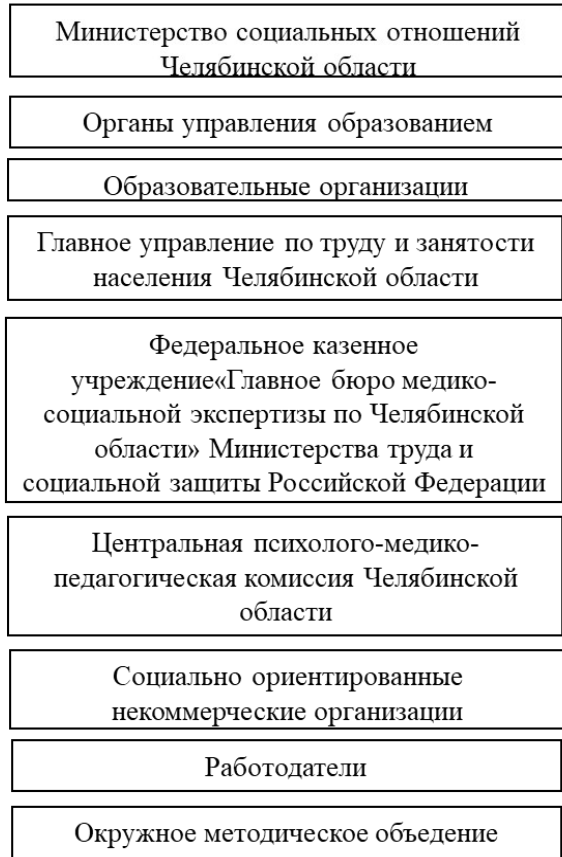 Министерство социальных отношений
Челябинской области
Органы управления образованием
Образовательные организации
Главное управление по труду и занятости
населения Челябинской области
Федеральное казенное
учреждение«Главное бюро медико-
социальной экспертизы по Челябинской
области» Министерства труда и
социальной защиты Российской Федерации
Центральная психолого-медико-
педагогическая комиссия Челябинской
области
Социально ориентированные
некоммерческие организации
Работодатели
Окружное методическое объедение